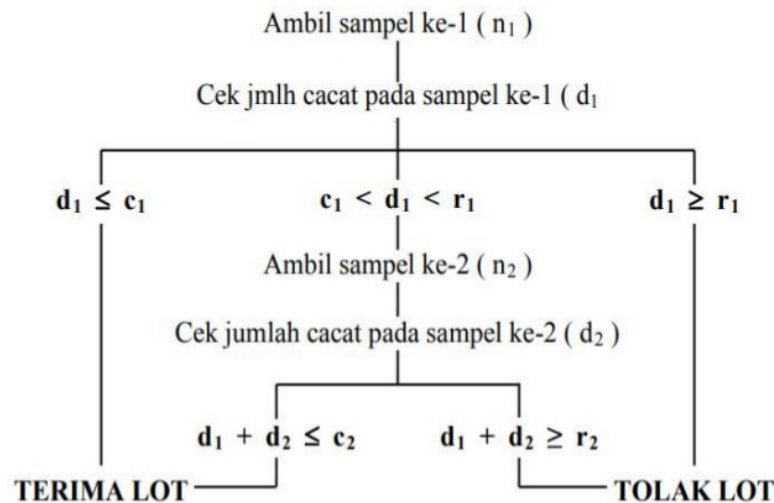 Ambil sampel ke-1 ( n₁ )
Cek jmlh cacat pada sampel ke-1 ( d₁
d₁ ≤ c₁
c₁ < d₁ < r₁
d₁ ≥ r₁
Ambil sampel ke-2 ( n₂ )
Cek jumlah cacat pada sampel ke-2 ( d₂ )
d₁ + d₂ ≤ c₂
d₁ + d₂ ≥ r₂
TERIMA LOT
TOLAK LOT